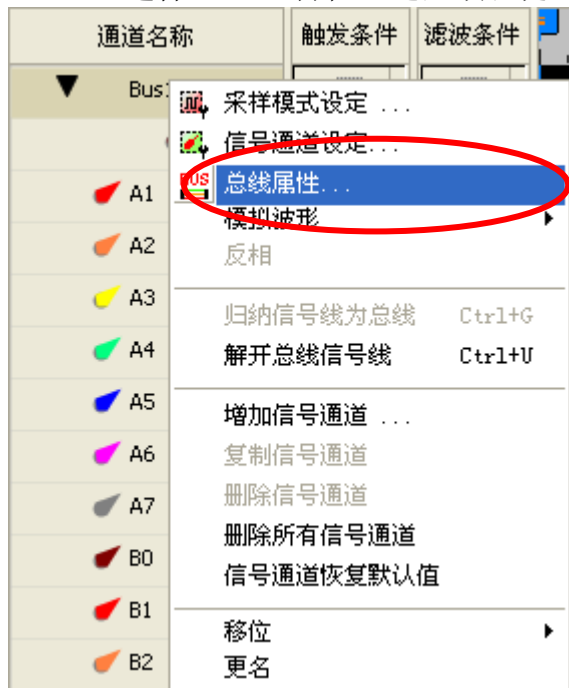 通道名称 触发条件 滤波条件
Bus
采样模式设定 ...
信号通道设定...
BUS 总线属性...
A1
模拟波形
A2
反相
A3
归纳信号线为总线 Ctrl+G
A4
解开总线信号线 Ctrl+U
A5
增加信号通道 ...
A6
复制信号通道
A7
删除信号通道
删除所有信号通道
B0
信号通道恢复默认值
B1
移位
B2
更名